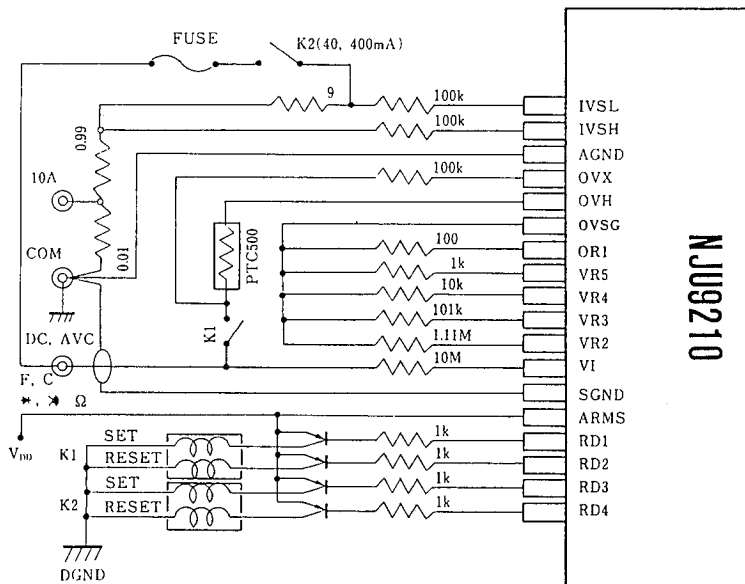 FUSE
K2(40, 400mA)
9
100k
IVSL
100k
IVSH
0.99
AGND
100k
OVX
10A
OVH
OVSG
PTC500
100
OR1
COM
0.01
1k
VR5
10k
VR4
K1
101k
VR3
DC, AVC
1.11M
VR2
10M
VI
F, C
Ω
SGND
ARMS
VDD
SET
1k
RD1
K1
RESET
1k
RD2
SET
1k
RD3
K2
RESET
1k
RD4
DGND
NJU9210